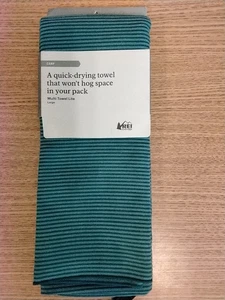 A quick-drying towel
that won't hog space
in your pack
Multi Towel Lite
Large
REI